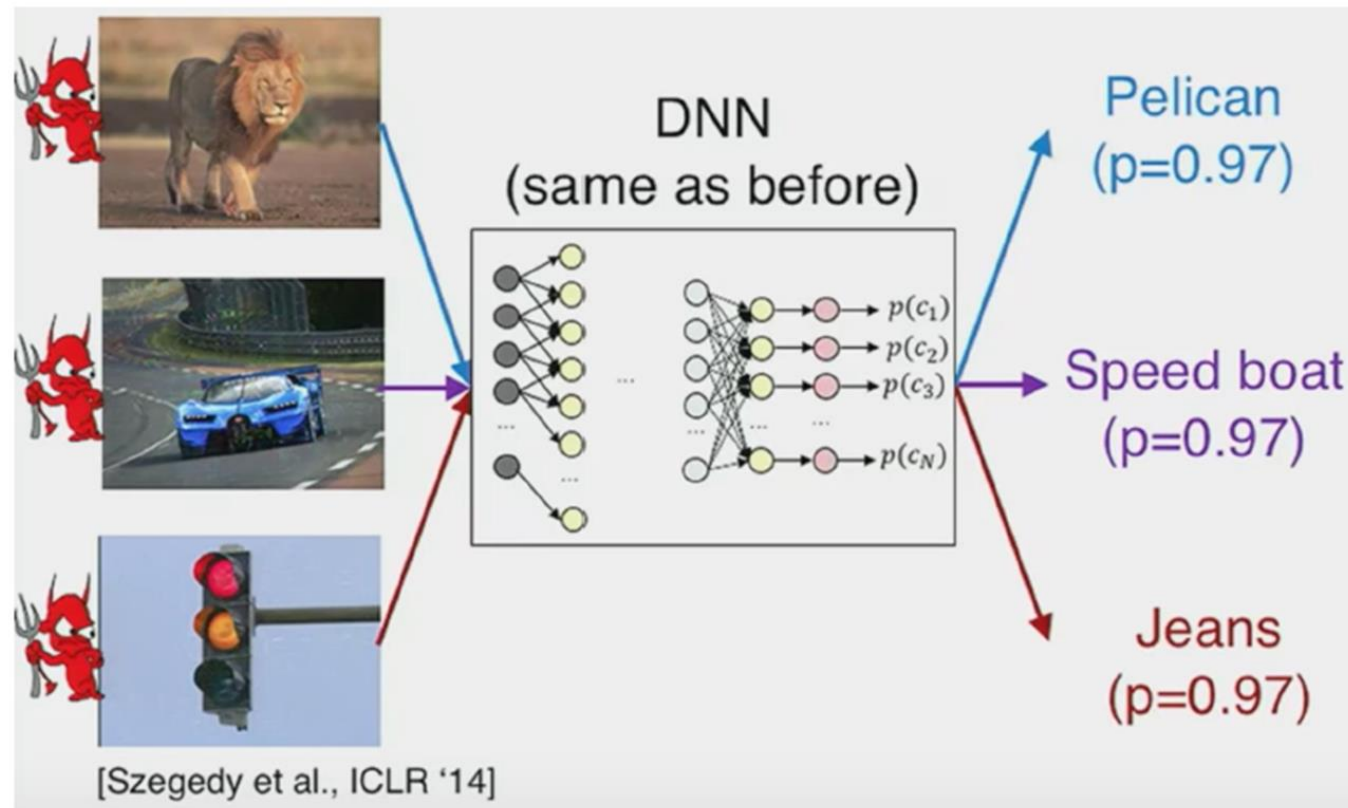 DNN
(same as before)
Pelican
(p=0.97)
Speed boat
(p=0.97)
Jeans
(p=0.97)
...
p(c₁)
p(c₂)
p(c₃)
... ... ... ... ...
p(c_N)
[Szegedy et al., ICLR ‘14]